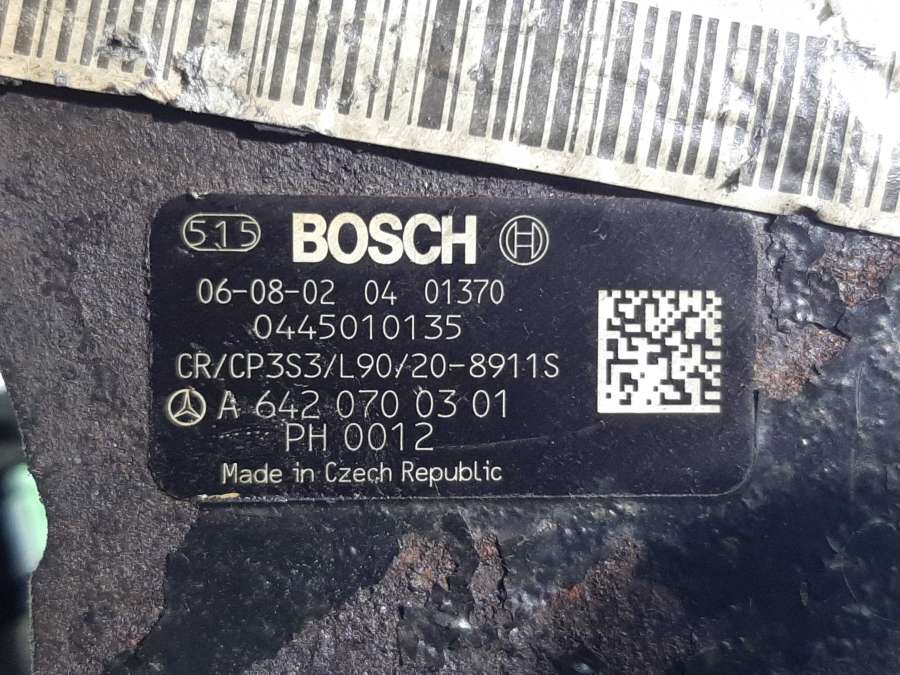 515 BOSCH
06-08-02 04 01370
0445010135
CR/CP3S3/L90/20-8911S
A 642 070 03 01
PH 0012
Made in Czech Republic